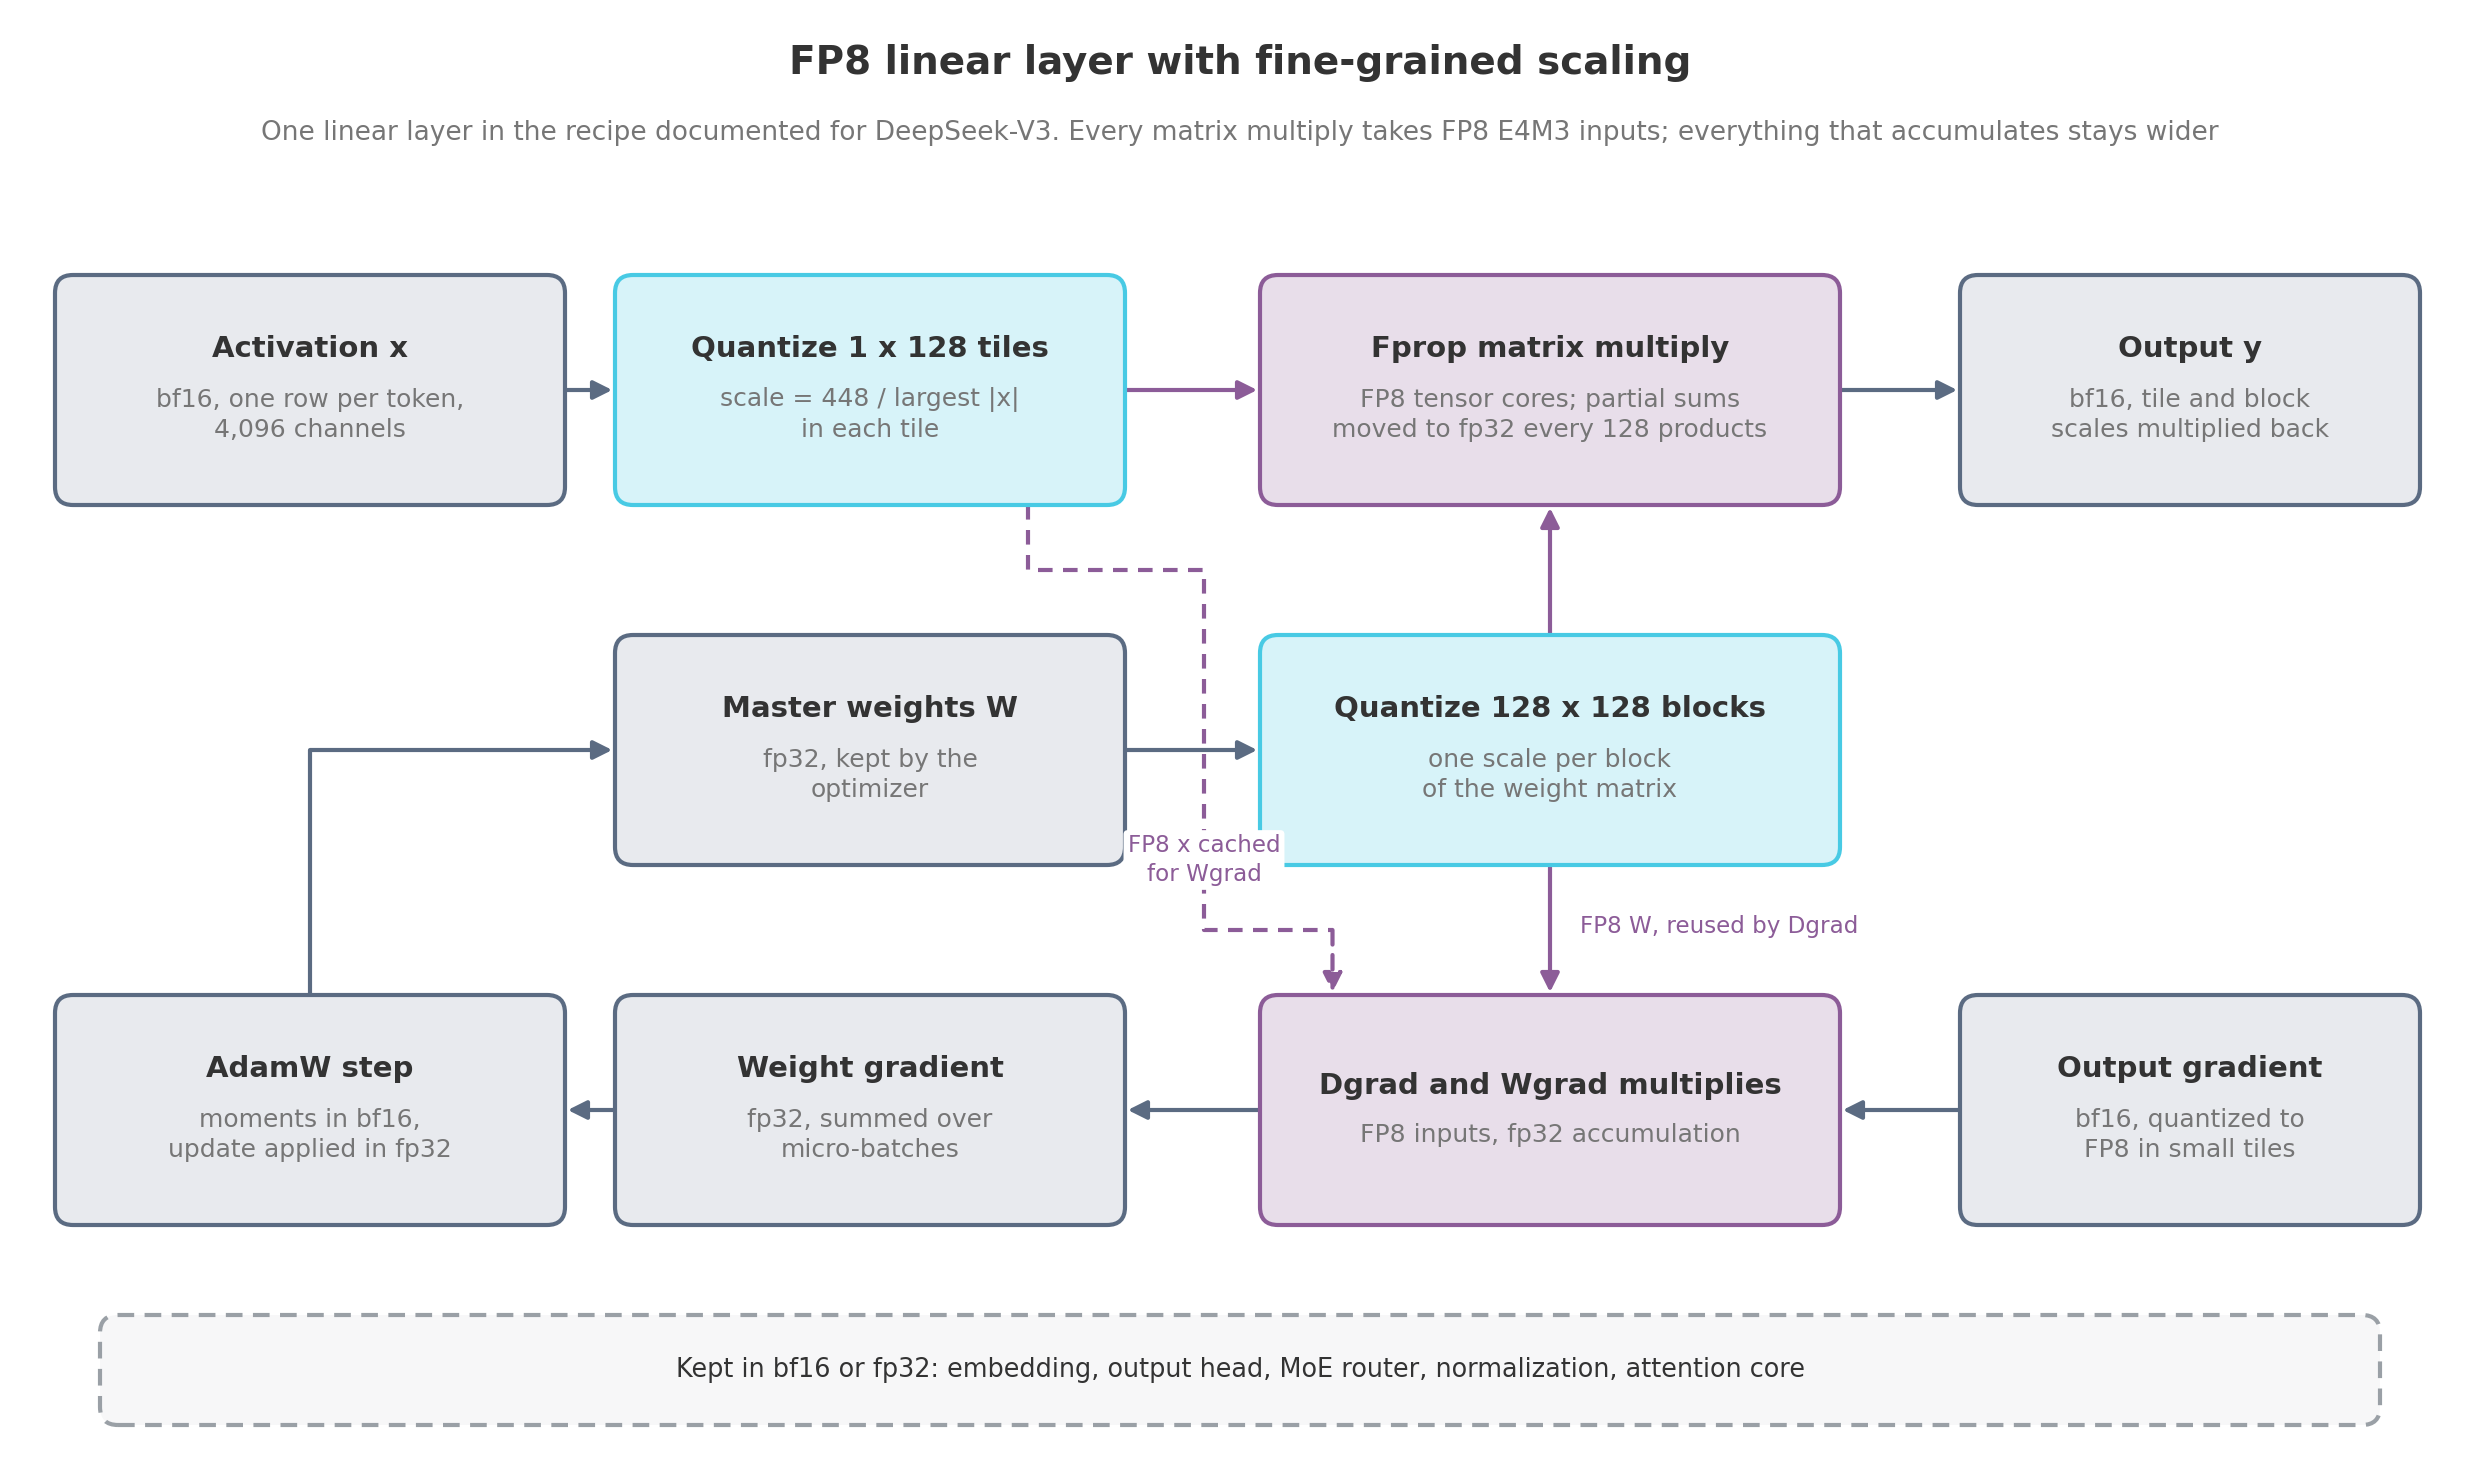 FP8 linear layer with fine-grained scaling
One linear layer in the recipe documented for DeepSeek-V3. Every matrix multiply takes FP8 E4M3 inputs; everything that accumulates stays wider
Activation x
bf16, one row per token,
4,096 channels
Quantize 1 x 128 tiles
scale = 448 / largest |x|
in each tile
Fprop matrix multiply
FP8 tensor cores; partial sums
moved to fp32 every 128 products
Output y
bf16, tile and block
scales multiplied back
Master weights W
fp32, kept by the
optimizer
Quantize 128 x 128 blocks
one scale per block
of the weight matrix
FP8 x cached
for Wgrad
FP8 W, reused by Dgrad
AdamW step
moments in bf16,
update applied in fp32
Weight gradient
fp32, summed over
micro-batches
Dgrad and Wgrad multiplies
FP8 inputs, fp32 accumulation
Output gradient
bf16, quantized to
FP8 in small tiles
Kept in bf16 or fp32: embedding, output head, MoE router, normalization, attention core